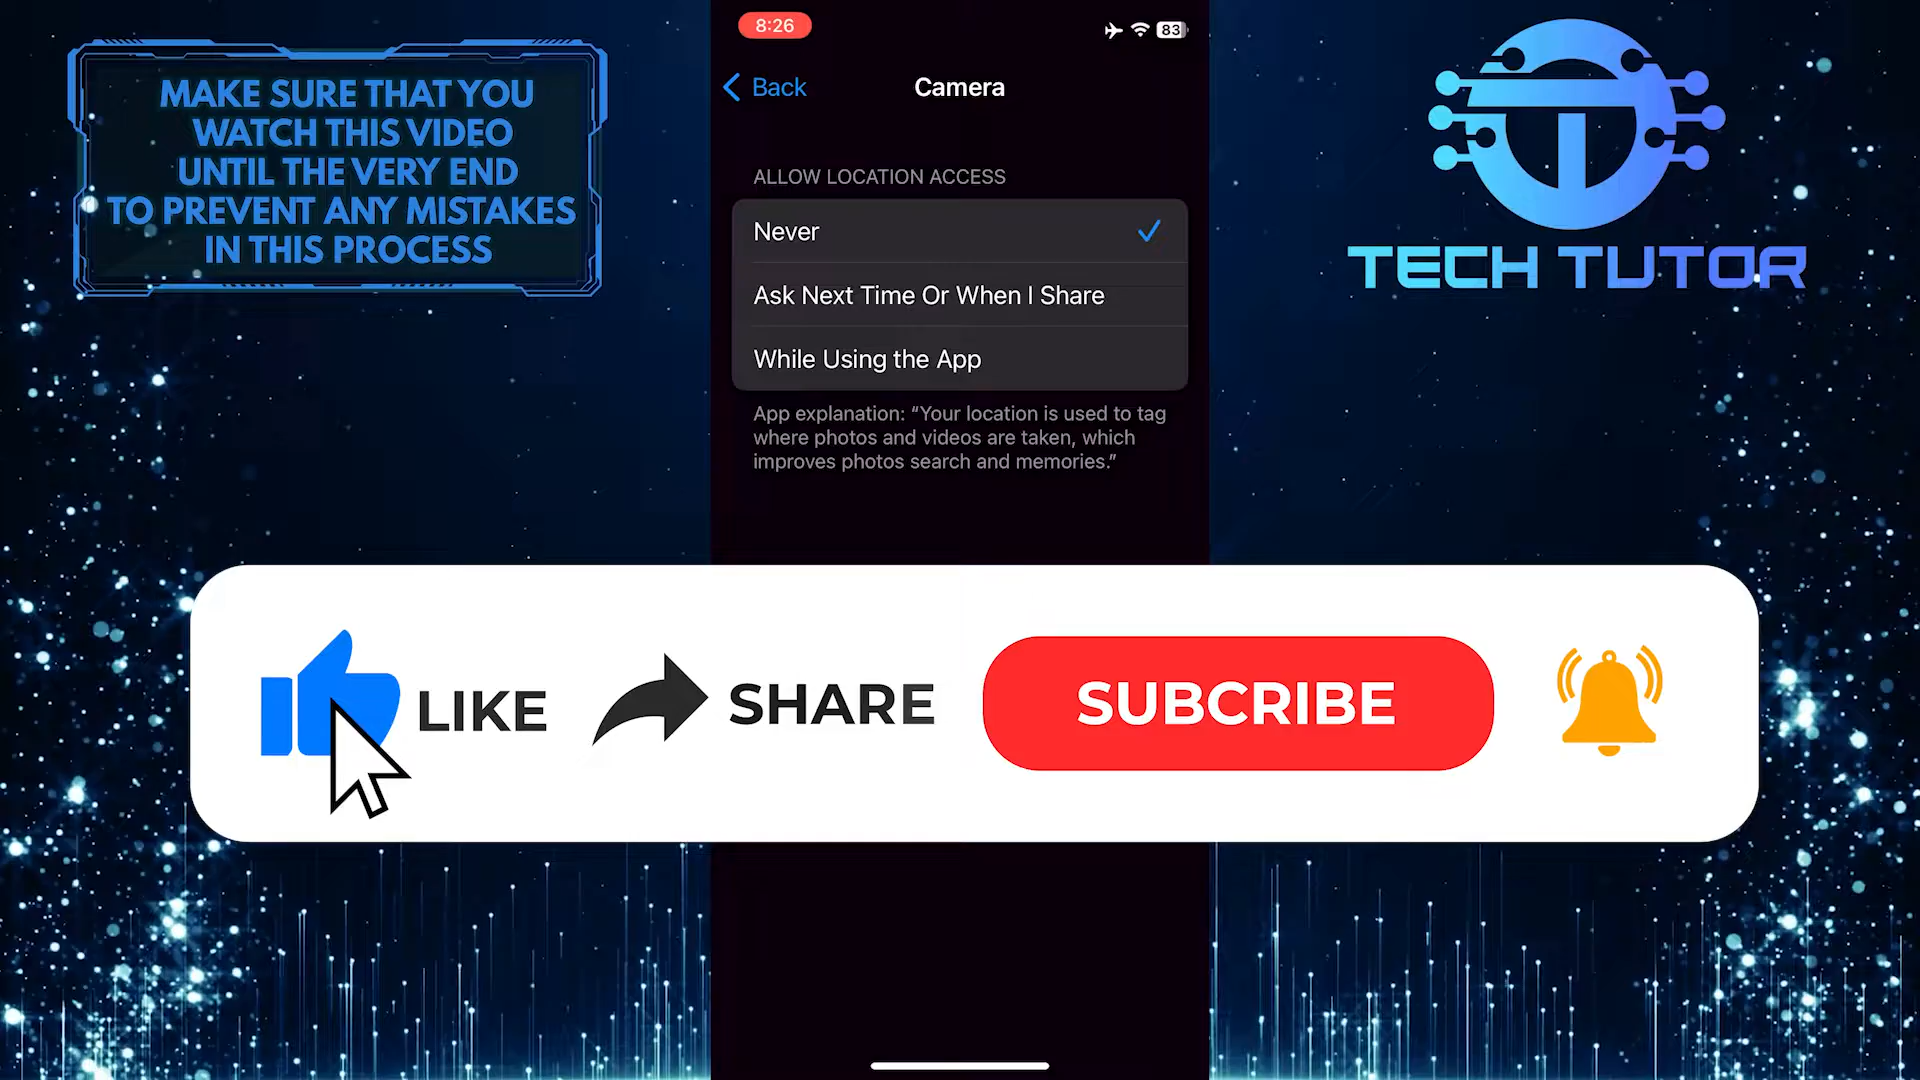 MAKE SURE THAT YOU
WATCH THIS VIDEO
UNTIL THE VERY END
TO PREVENT ANY MISTAKES
IN THIS PROCESS
8:26
83
Back
Camera
ALLOW LOCATION ACCESS
Never
Ask Next Time Or When I Share
While Using the App
App explanation: “Your location is used to tag
where photos and videos are taken, which
improves photos search and memories.”
TECH TUTOR
LIKE
SHARE
SUBCRIBE